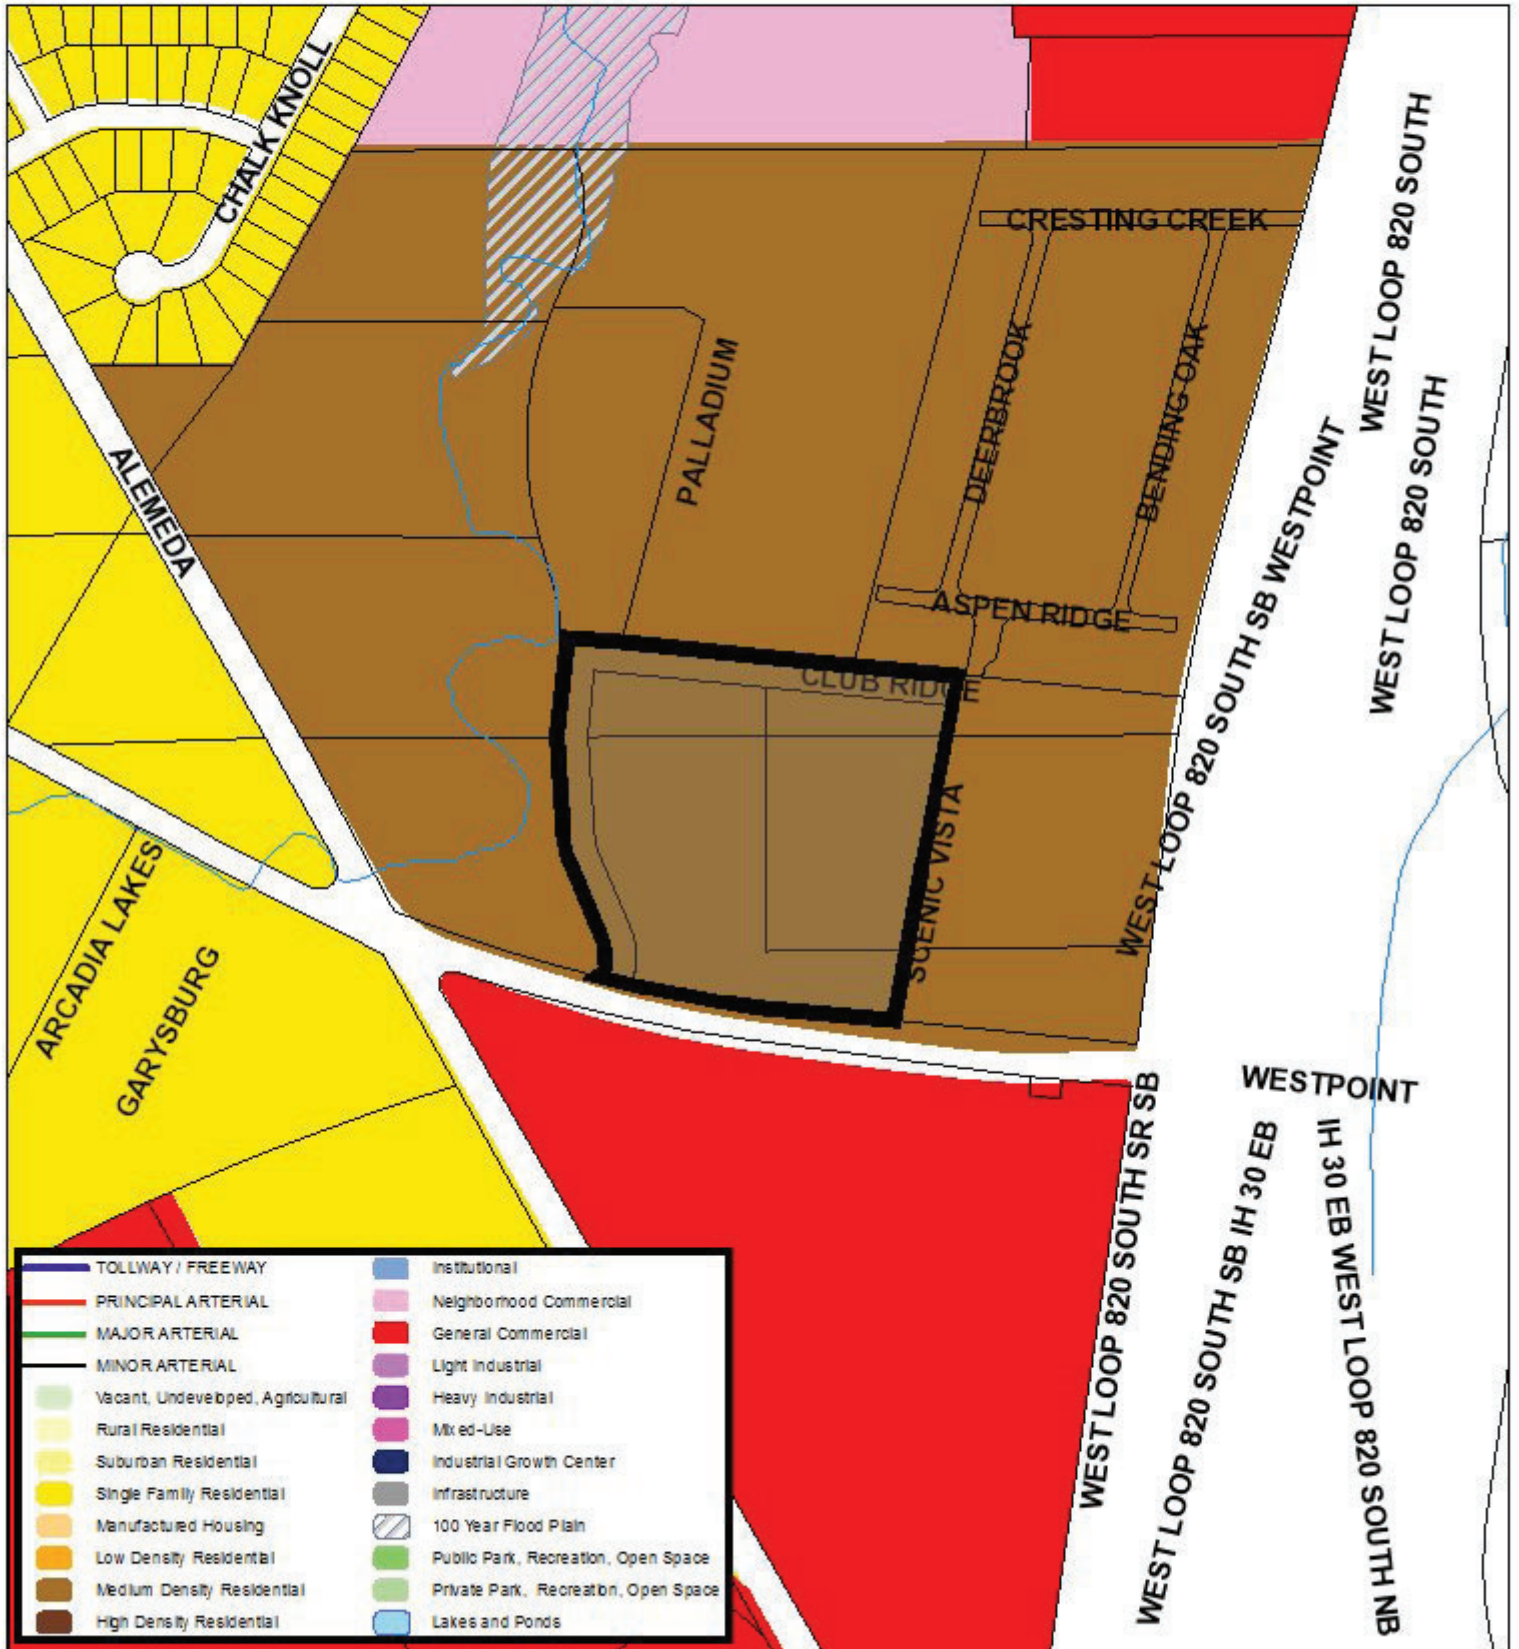 CHALK KNOLL
WEST LOOP 820 SOUTH
CRESTING CREEK
DEERBROOK
BENDING OAK
PALLADIUM
WEST LOOP 820 SOUTH
WEST LOOP 820 SOUTH SB WESTPOINT
ALEMEDA
ASPEN RIDGE
CLUB RIDGE
SCENIC VISTA
ARCADIA LAKES
GARYSBURG
WESTPOINT
WEST LOOP 820 SOUTH SR SB
WEST LOOP 820 SOUTH SB IH 30 EB
IH 30 EB WEST LOOP 820 SOUTH NB
TOLLWAY / FREEWAY
PRINCIPAL ARTERIAL
MAJOR ARTERIAL
MINOR ARTERIAL
Vacant, Undeveloped, Agricultural
Rural Residential
Suburban Residential
Single Family Residential
Manufactured Housing
Low Density Residential
Medium Density Residential
High Density Residential
Institutional
Neighborhood Commercial
General Commercial
Light Industrial
Heavy Industrial
Mixed-Use
Industrial Growth Center
Infrastructure
100 Year Flood Plain
Public Park, Recreation, Open Space
Private Park, Recreation, Open Space
Lakes and Ponds